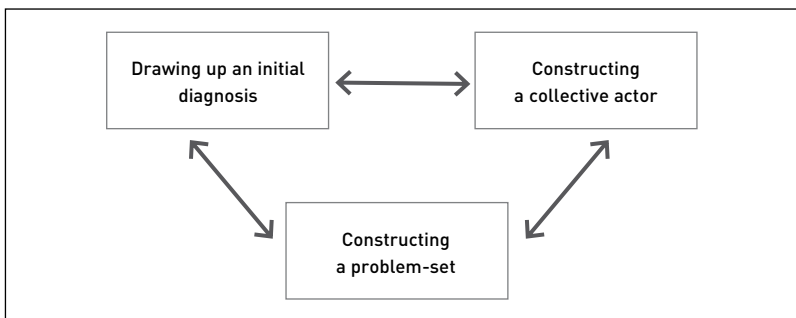 Drawing up an initial
diagnosis
Constructing
a collective actor
Constructing
a problem-set